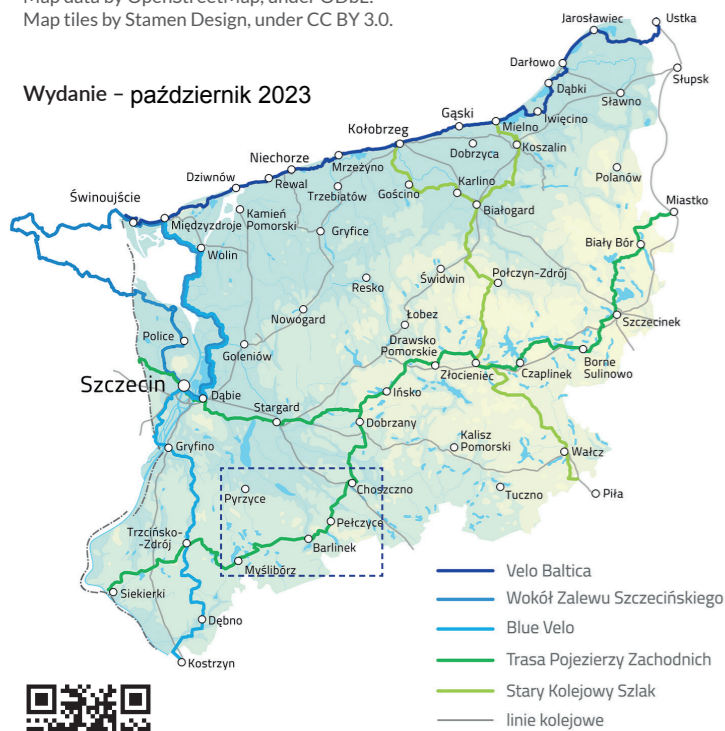 Map data by OpenStreetMap, under ODbL.
Map tiles by Stamen Design, under CC BY 3.0.
Wydanie – październik 2023
Jarosławiec
Ustka
Darłowo
Słupsk
Dąbki
Sławno
Gąski
Iwięcino
Kołobrzeg
Mielno
Koszalin
Niechorze
Dobrzyca
Mrzeżyno
Dziwnów
Rewal
Polanów
Trzebiatów
Gościno
Karlino
Świnoujście
Białogard
Miastko
Międzyzdroje
Kamień
Pomorski
Gryfice
Wolin
Biały Bór
Świdwin
Połczyn-Zdrój
Resko
Nowogard
Łobez
Szczecinek
Police
Goleniów
Drawsko
Pomorskie
Złocieniec
Czaplinek
Borne
Sulinowo
Szczecin
Dąbie
Ińsko
Stargard
Dobrzany
Gryfino
Kalisz
Pomorski
Wałcz
Pyrzyce
Choszczno
Tuczno
Piła
Pełczyce
Trzcińsko-
-Zdrój
Barlinek
Myślibórz
Siekierki
Dębno
Kostrzyn
Velo Baltica
Wokół Zalewu Szczecińskiego
Blue Velo
Trasa Pojezierzy Zachodnich
Stary Kolejowy Szlak
linie kolejowe